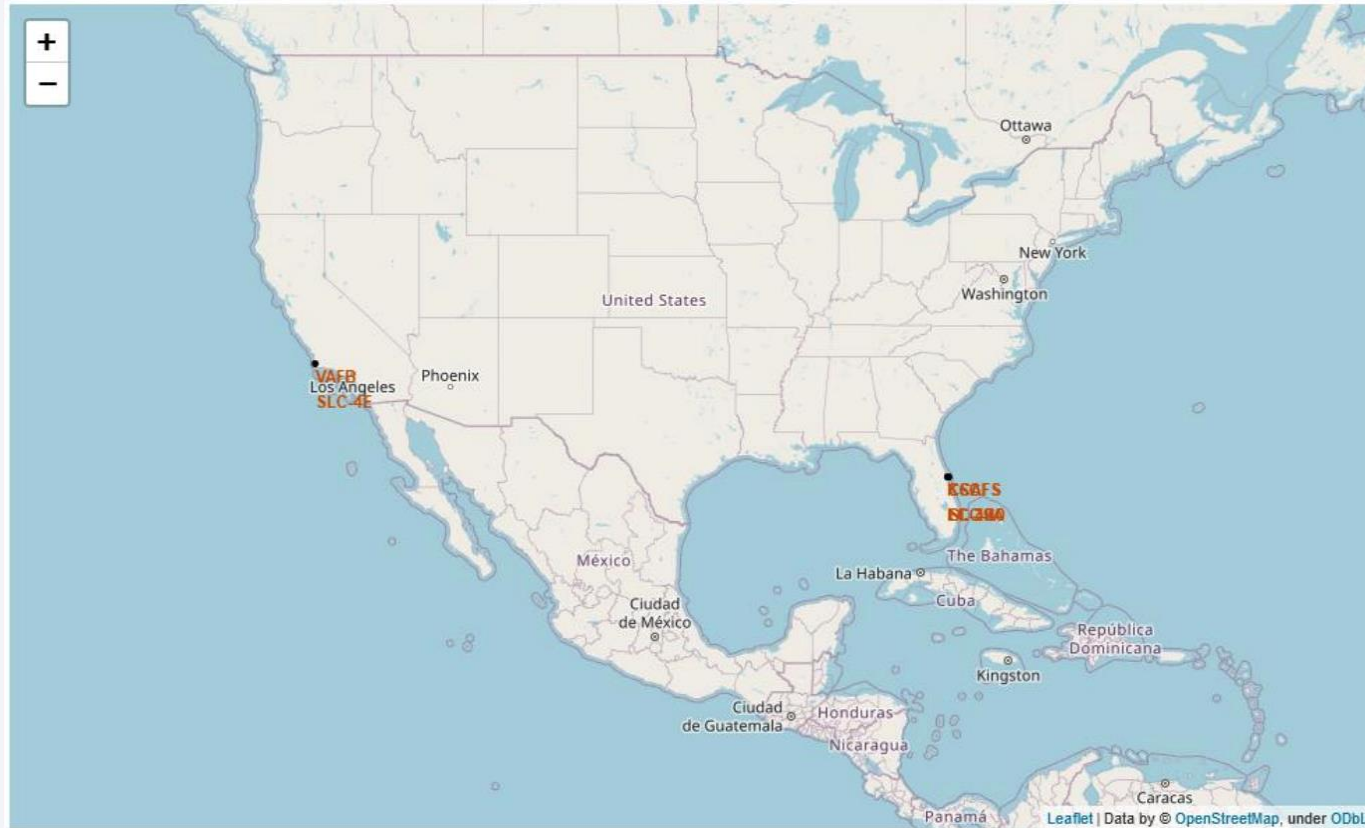 +
−
Ottawa
New York
Washington
United States
VAFB
Los Angeles
SLC-4E
Phoenix
The Bahamas
La Habana
Cuba
México
Ciudad
de México
República
Dominicana
Kingston
Ciudad
de Guatemala
Honduras
Nicaragua
Caracas
Panamá
Leaflet | Data by © OpenStreetMap, under ODbL